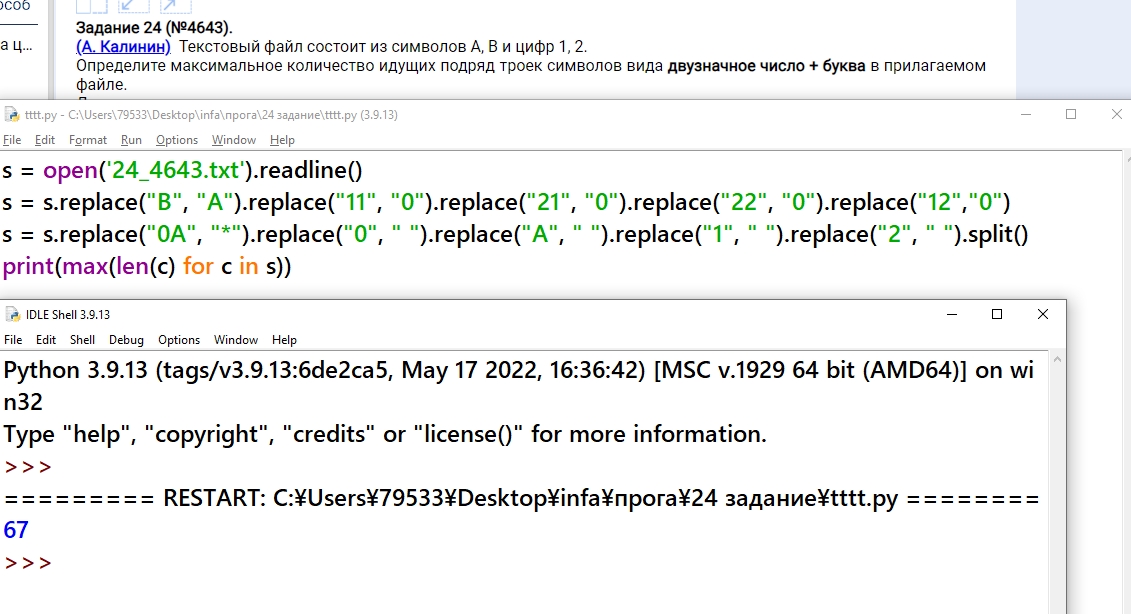 особ
Задание 24 (№4643).
а ц...
(А. Калинин) Текстовый файл состоит из символов A, B и цифр 1, 2.
Определите максимальное количество идущих подряд троек символов вида двузначное число + буква в прилагаемом
файле.
tttt.py - C:\Users\79533\Desktop\infa\прога\24 задание\tttt.py (3.9.13)
File Edit Format Run Options Window Help
s = open('24_4643.txt').readline()
s = s.replace("B", "A").replace("11", "0").replace("21", "0").replace("22", "0").replace("12","0")
s = s.replace("0A", "*").replace("0", " ").replace("A", " ").replace("1", " ").replace("2", " ").split()
print(max(len(c) for c in s))
IDLE Shell 3.9.13
File Edit Shell Debug Options Window Help
Python 3.9.13 (tags/v3.9.13:6de2ca5, May 17 2022, 16:36:42) [MSC v.1929 64 bit (AMD64)] on wi
n32
Type "help", "copyright", "credits" or "license()" for more information.
>>>
========= RESTART: C:¥Users¥79533¥Desktop¥infa¥прога¥24 задание¥tttt.py ========
67
>>>